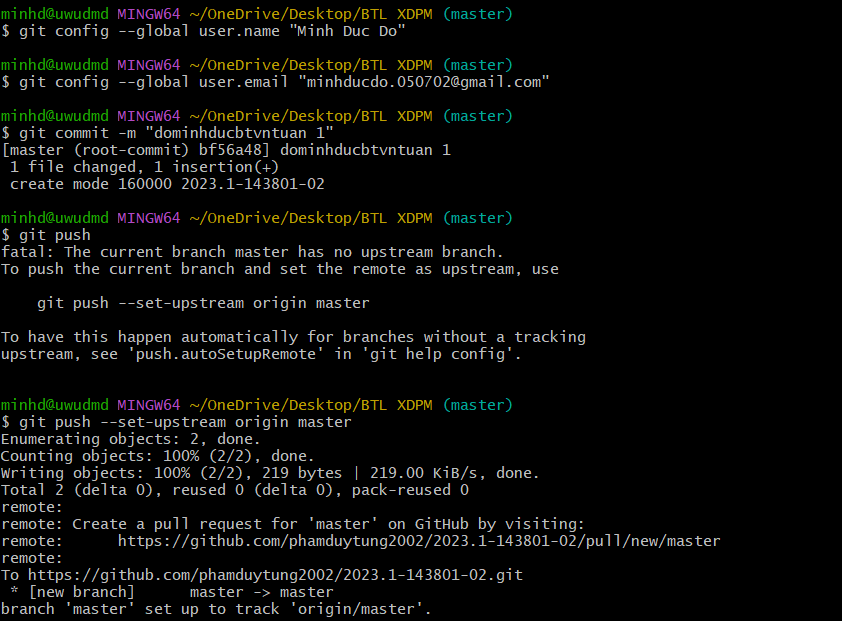 minhd@uwudmd MINGW64 ~/OneDrive/Desktop/BTL XDPM (master)
$ git config --global user.name "Minh Duc Do"
minhd@uwudmd MINGW64 ~/OneDrive/Desktop/BTL XDPM (master)
$ git config --global user.email "minhducdo.050702@gmail.com"
minhd@uwudmd MINGW64 ~/OneDrive/Desktop/BTL XDPM (master)
$ git commit -m "dominhducbtvntuan 1"
[master (root-commit) bf56a48] dominhducbtvntuan 1
 1 file changed, 1 insertion(+)
 create mode 160000 2023.1-143801-02
minhd@uwudmd MINGW64 ~/OneDrive/Desktop/BTL XDPM (master)
$ git push
fatal: The current branch master has no upstream branch.
To push the current branch and set the remote as upstream, use
    git push --set-upstream origin master
To have this happen automatically for branches without a tracking
upstream, see 'push.autoSetupRemote' in 'git help config'.
minhd@uwudmd MINGW64 ~/OneDrive/Desktop/BTL XDPM (master)
$ git push --set-upstream origin master
Enumerating objects: 2, done.
Counting objects: 100% (2/2), done.
Writing objects: 100% (2/2), 219 bytes | 219.00 KiB/s, done.
Total 2 (delta 0), reused 0 (delta 0), pack-reused 0
remote:
remote: Create a pull request for 'master' on GitHub by visiting:
remote:      https://github.com/phamduytung2002/2023.1-143801-02/pull/new/master
remote:
To https://github.com/phamduytung2002/2023.1-143801-02.git
 * [new branch]      master -> master
branch 'master' set up to track 'origin/master'.